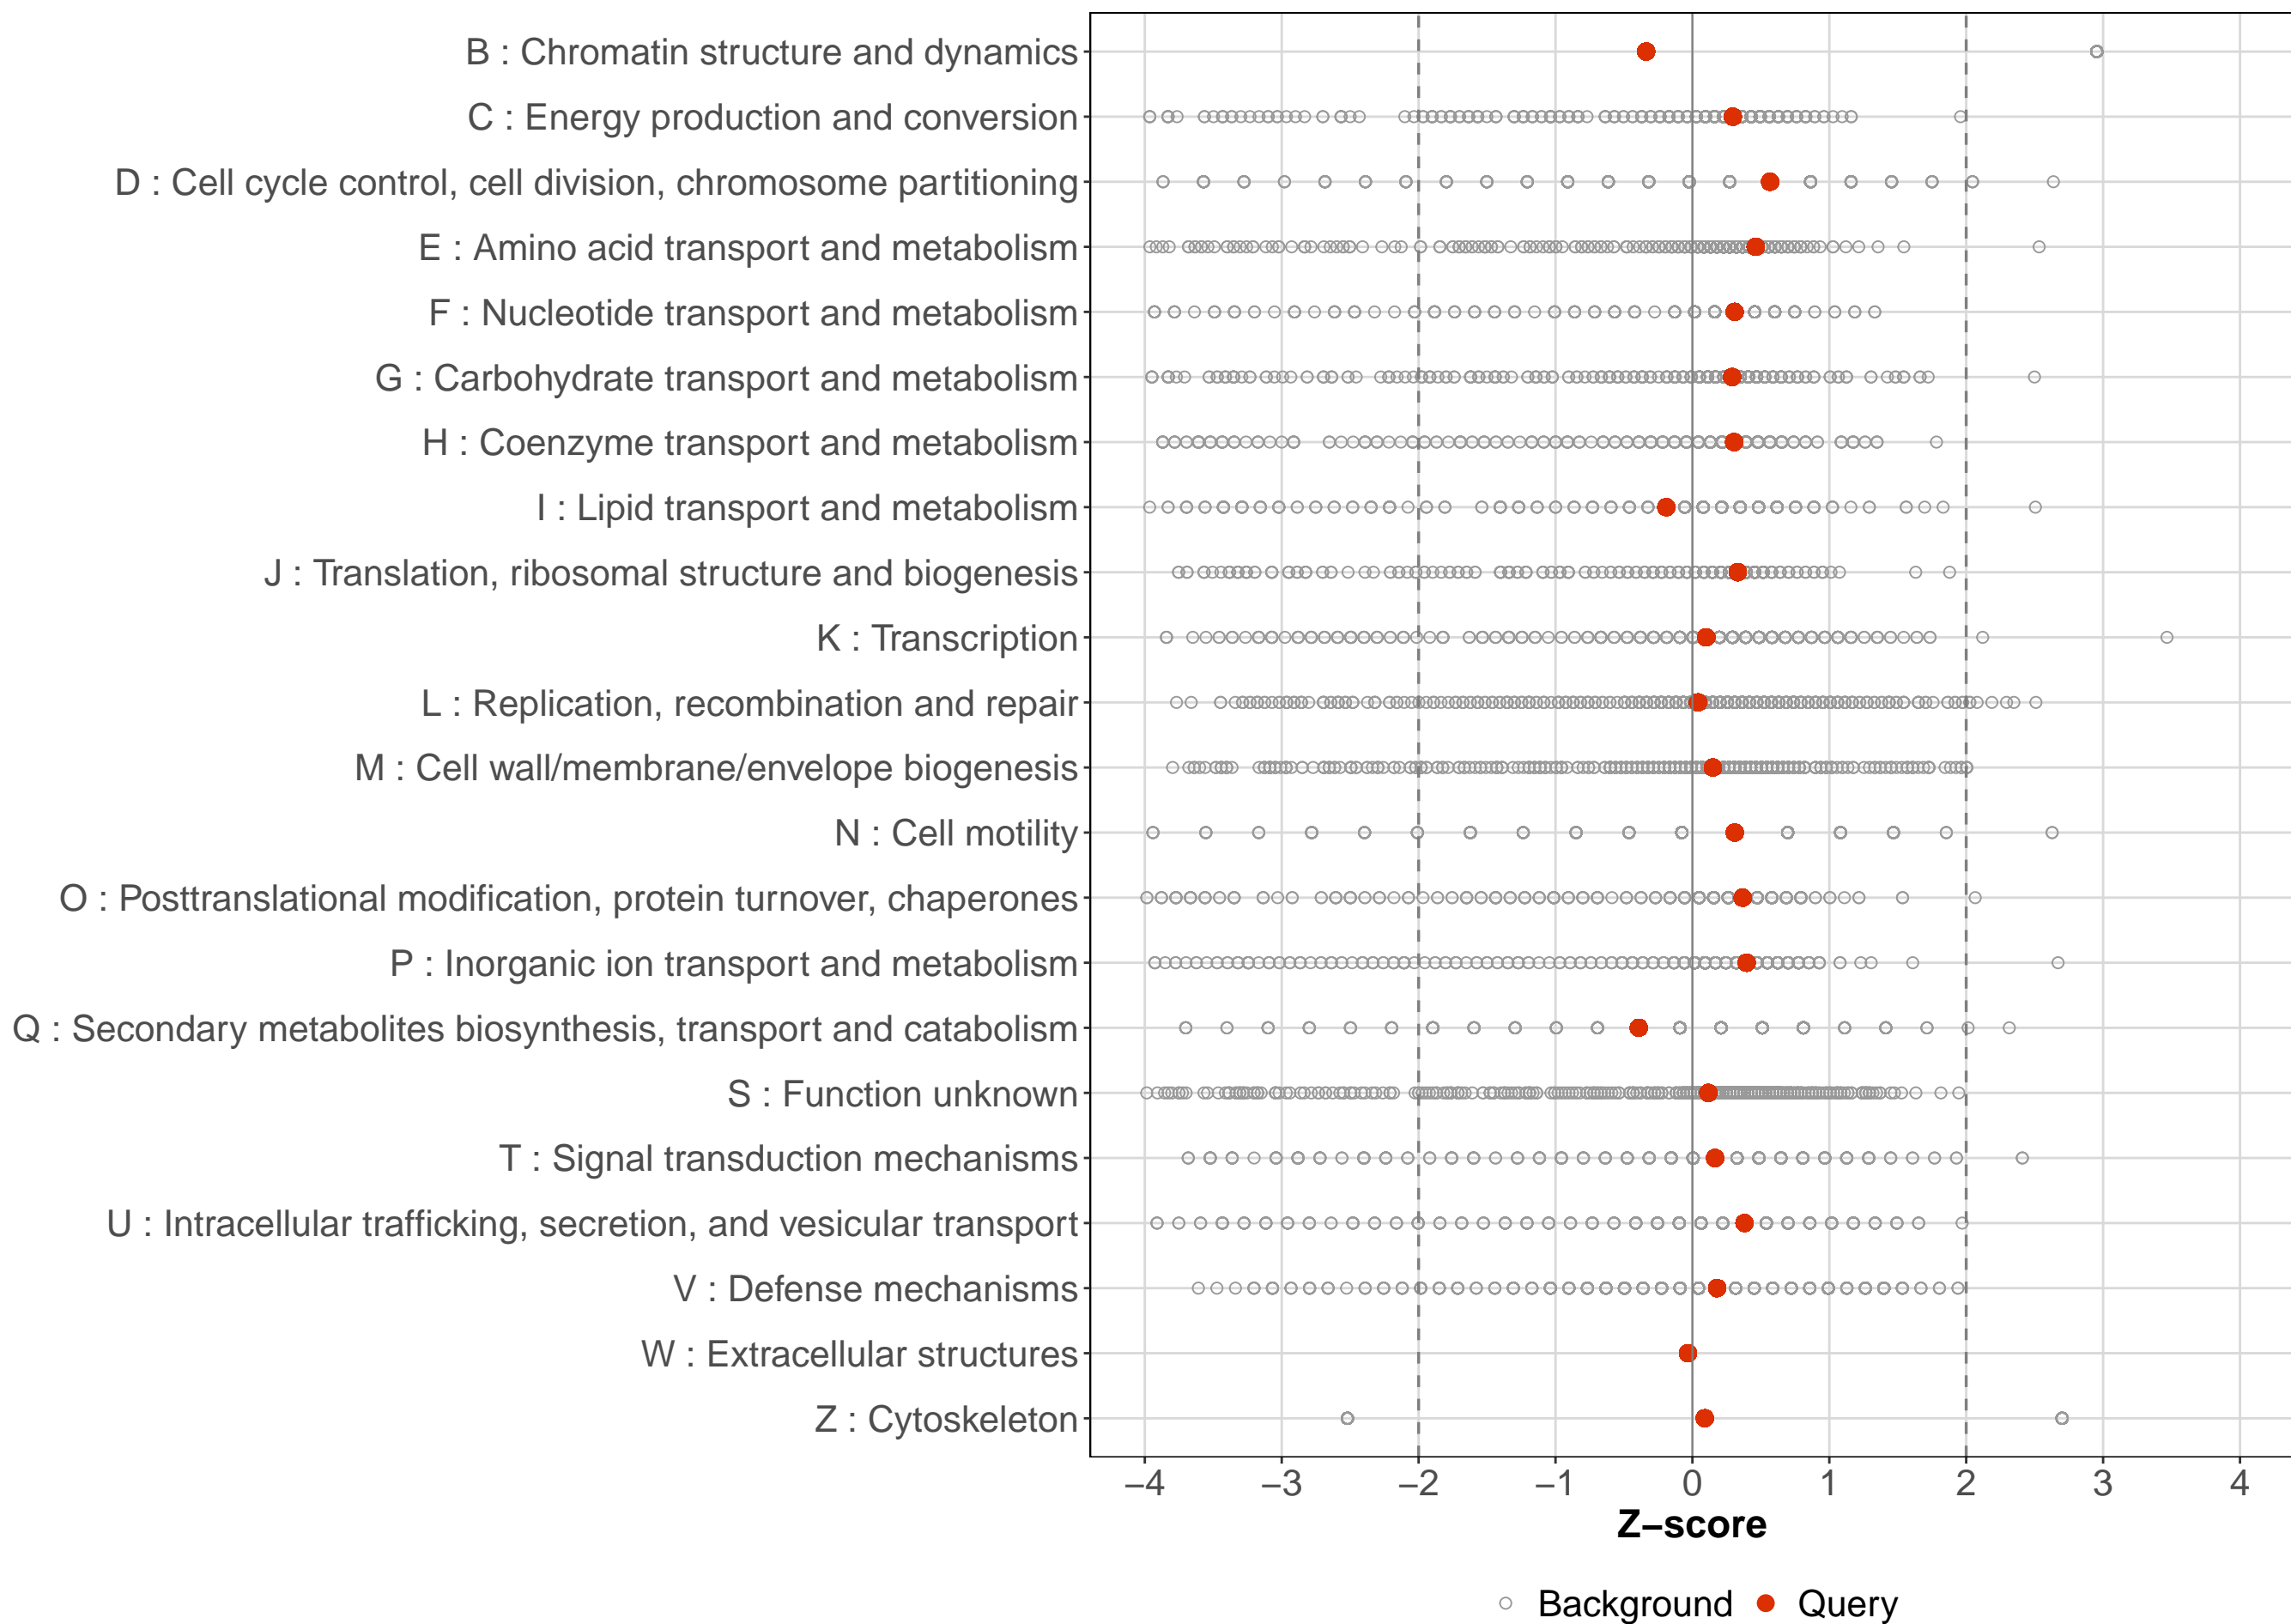 B : Chromatin structure and dynamics
C : Energy production and conversion
D : Cell cycle control, cell division, chromosome partitioning
E : Amino acid transport and metabolism
F : Nucleotide transport and metabolism
G : Carbohydrate transport and metabolism
H : Coenzyme transport and metabolism
I : Lipid transport and metabolism
J : Translation, ribosomal structure and biogenesis
K : Transcription
L : Replication, recombination and repair
M : Cell wall/membrane/envelope biogenesis
N : Cell motility
O : Posttranslational modification, protein turnover, chaperones
P : Inorganic ion transport and metabolism
Q : Secondary metabolites biosynthesis, transport and catabolism
S : Function unknown
T : Signal transduction mechanisms
U : Intracellular trafficking, secretion, and vesicular transport
V : Defense mechanisms
W : Extracellular structures
Z : Cytoskeleton
−4 −3 −2 −1 0 1 2 3 4
Z−score
Background Query